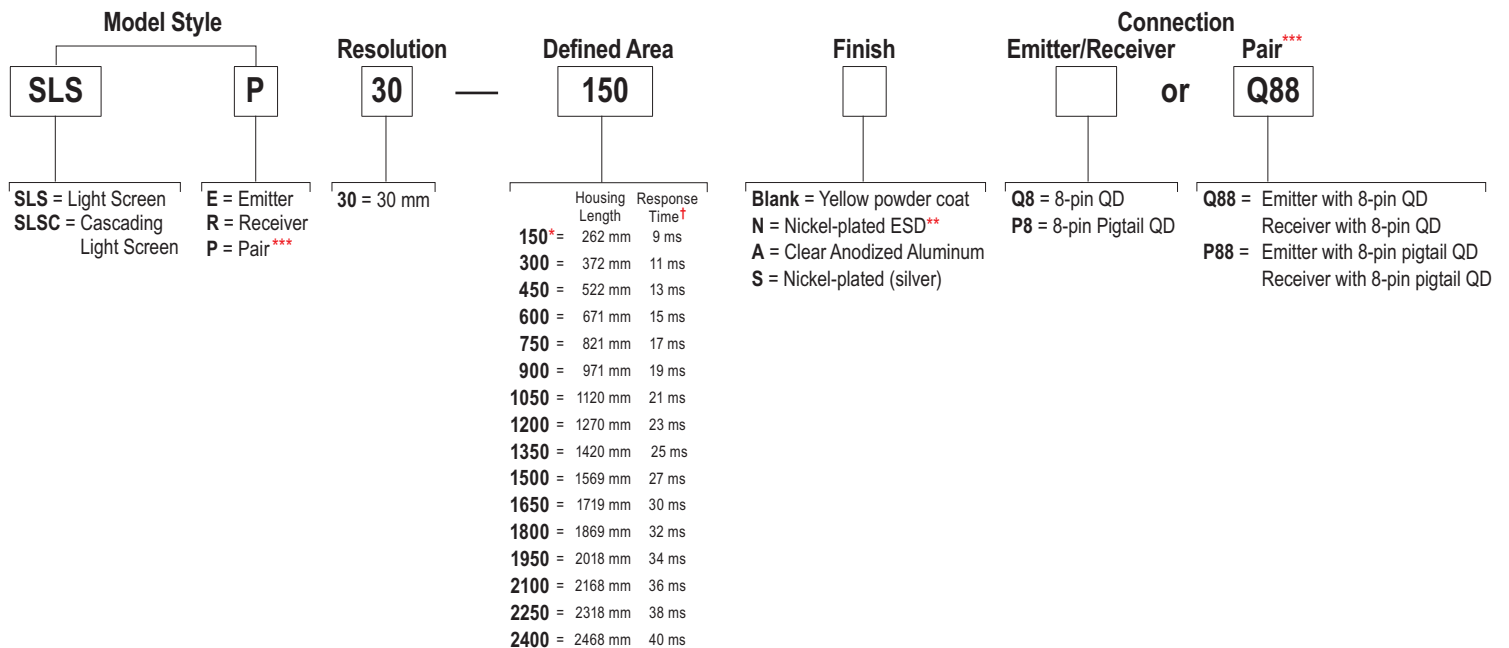 Model Style
Resolution
Defined Area
Finish
Connection
Emitter/Receiver
Pair***
SLS
P
30
—
150
or
Q88
SLS = Light Screen
SLSC = Cascading
Light Screen
E = Emitter
R = Receiver
P = Pair***
30 = 30 mm
Housing Length Response Time†
150* = 262 mm 9 ms
300 = 372 mm 11 ms
450 = 522 mm 13 ms
600 = 671 mm 15 ms
750 = 821 mm 17 ms
900 = 971 mm 19 ms
1050 = 1120 mm 21 ms
1200 = 1270 mm 23 ms
1350 = 1420 mm 25 ms
1500 = 1569 mm 27 ms
1650 = 1719 mm 30 ms
1800 = 1869 mm 32 ms
1950 = 2018 mm 34 ms
2100 = 2168 mm 36 ms
2250 = 2318 mm 38 ms
2400 = 2468 mm 40 ms
Blank = Yellow powder coat
N = Nickel-plated ESD**
A = Clear Anodized Aluminum
S = Nickel-plated (silver)
Q8 = 8-pin QD
P8 = 8-pin Pigtail QD
Q88 = Emitter with 8-pin QD
Receiver with 8-pin QD
P88 = Emitter with 8-pin pigtail QD
Receiver with 8-pin pigtail QD